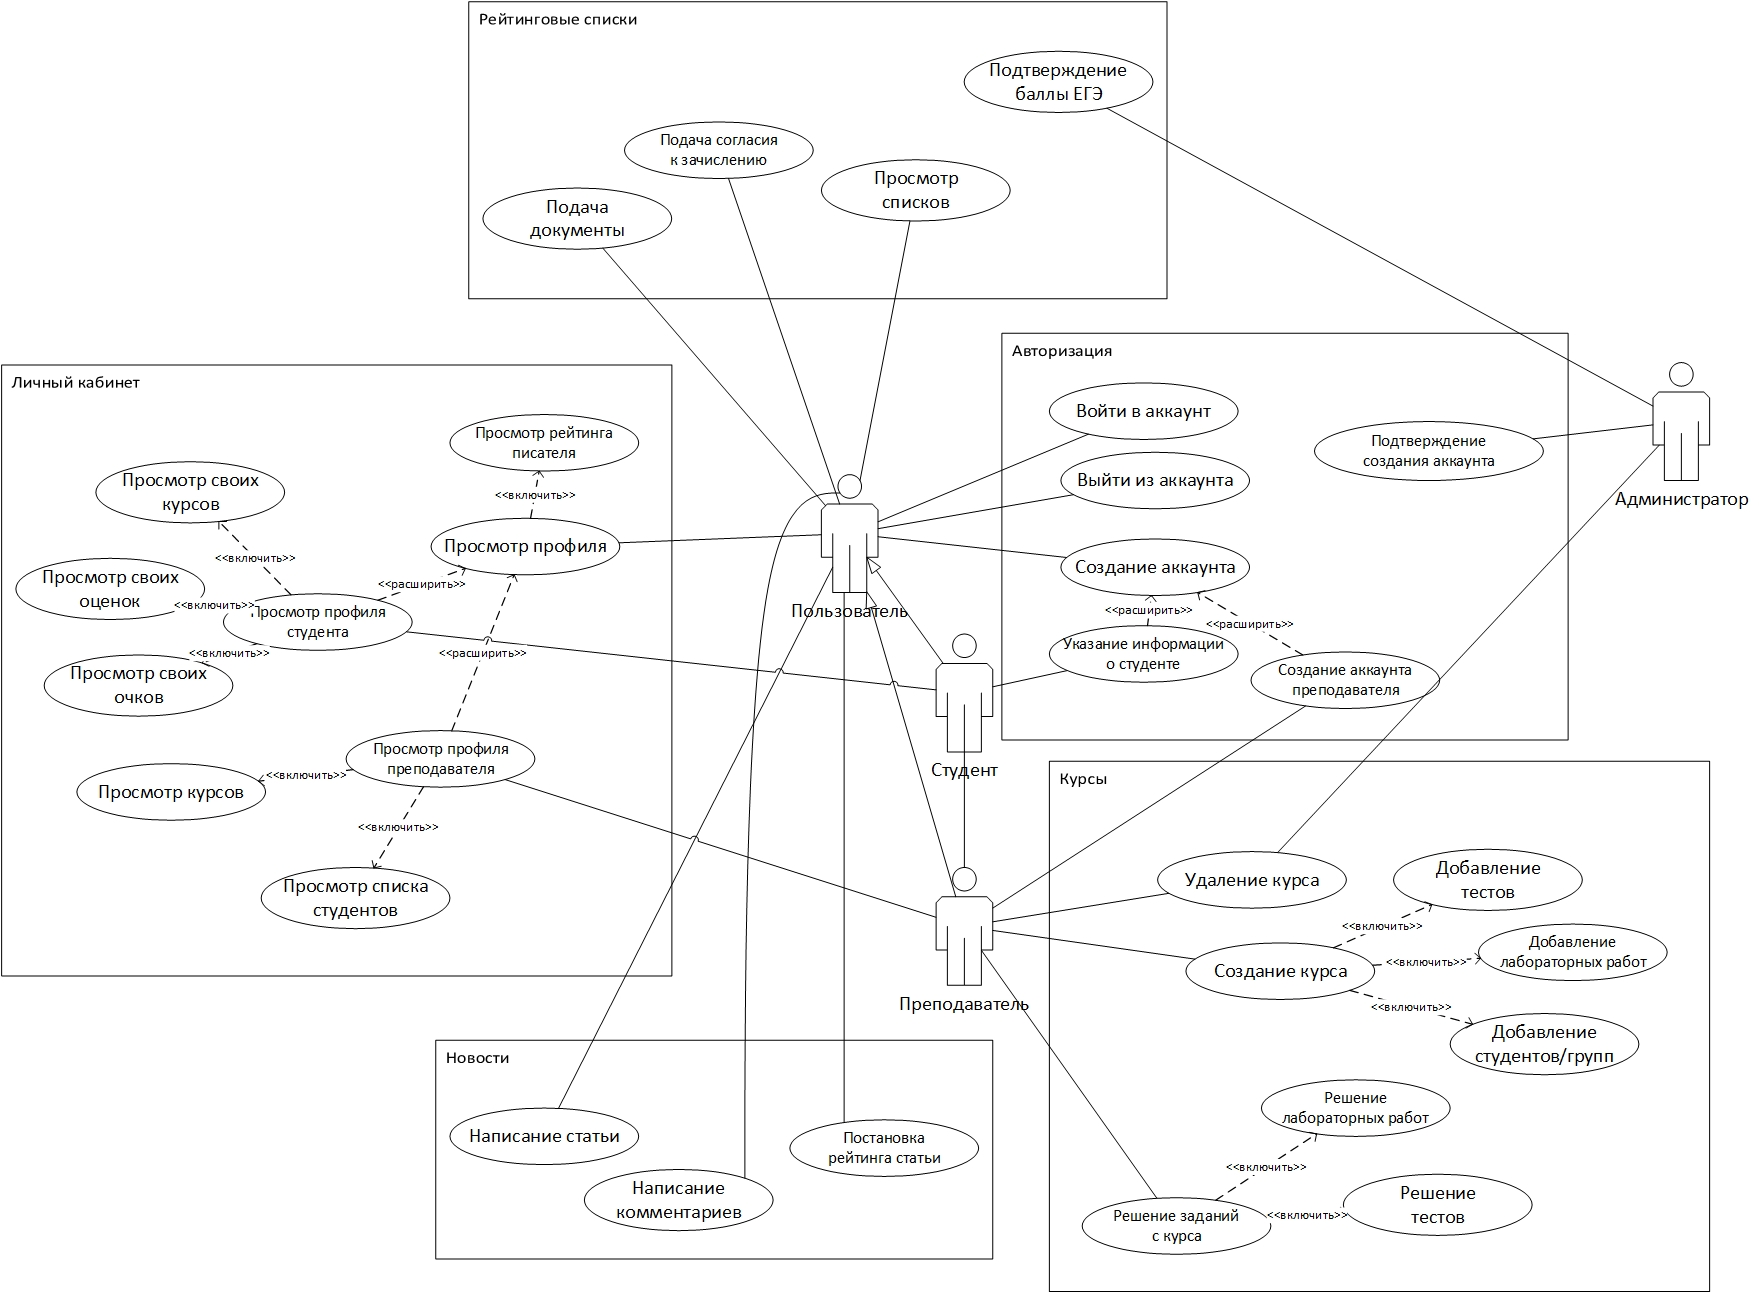 Рейтинговые списки
Подтверждение
баллы ЕГЭ
Подача согласия
к зачислению
Просмотр
списков
Подача
документы
Авторизация
Войти в аккаунт
Выйти из аккаунта
Подтверждение
создания аккаунта
Администратор
Создание аккаунта
<<расширить>>
<<расширить>>
Указание информации
о студенте
Создание аккаунта
преподавателя
Личный кабинет
Просмотр рейтинга
писателя
<<включить>>
Просмотр своих
курсов
<<включить>>
Просмотр профиля
<<расширить>>
Просмотр своих
оценок
<<включить>>
Просмотр профиля
студента
<<включить>>
<<расширить>>
Просмотр своих
очков
Просмотр профиля
преподавателя
<<включить>>
Просмотр курсов
<<включить>>
Просмотр списка
студентов
Пользователь
Студент
Преподаватель
Курсы
Удаление курса
Добавление
тестов
<<включить>>
Создание курса
<<включить>>
Добавление
лабораторных работ
<<включить>>
Добавление
студентов/групп
Решение
лабораторных работ
<<включить>>
Решение заданий
с курса
<<включить>>
Решение
тестов
Новости
Написание статьи
Постановка
рейтинга статьи
Написание
комментариев